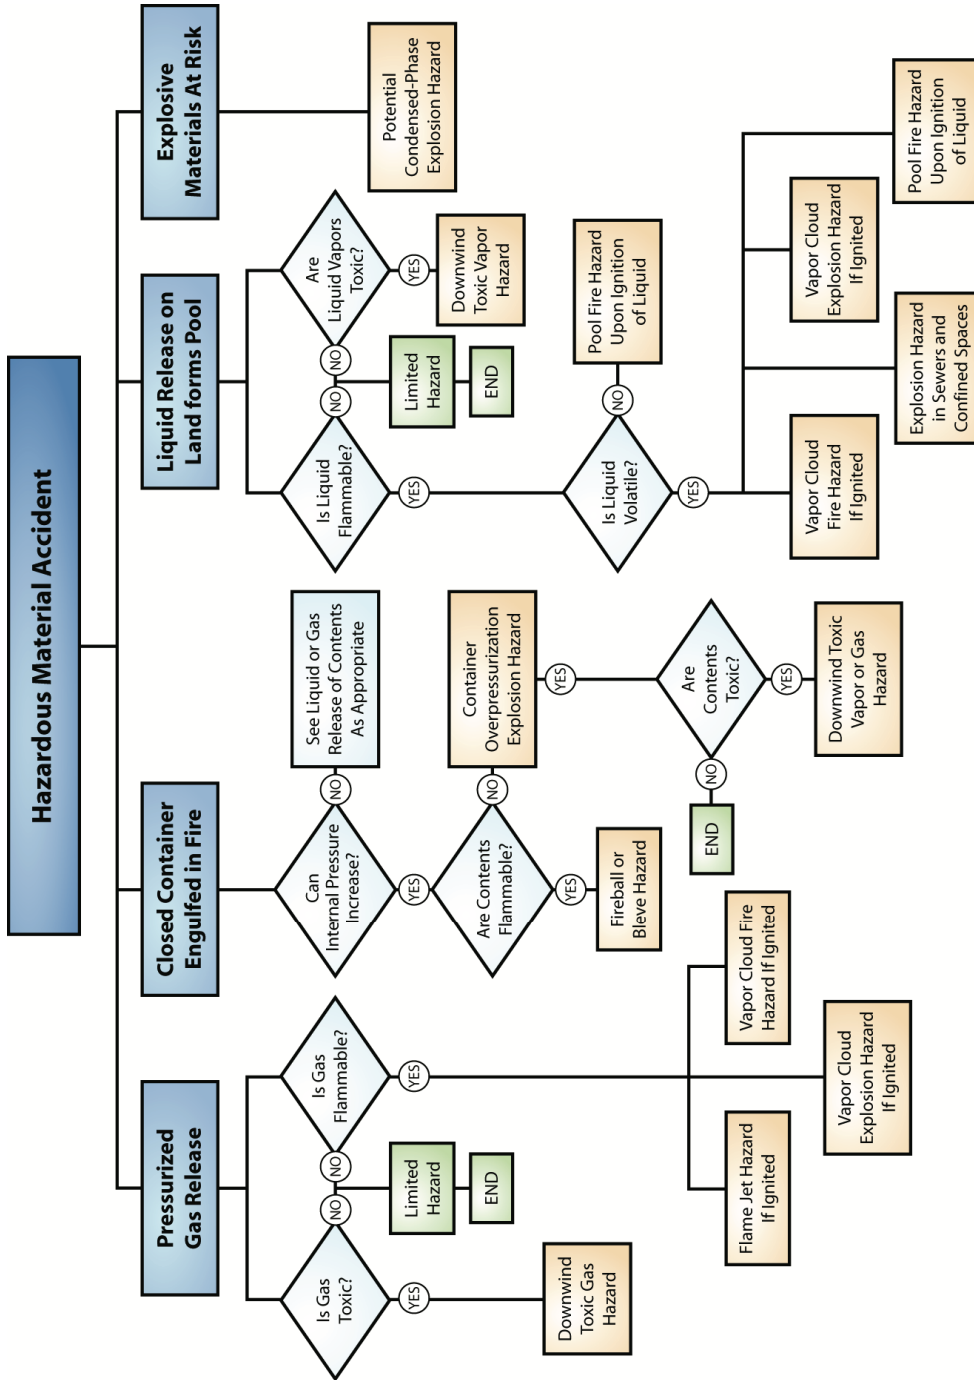 Hazardous Material Accident
Pressurized
Gas Release
Closed Container
Engulfed in Fire
Liquid Release on
Land forms Pool
Explosive
Materials At Risk
Is Gas
Toxic?
NO
NO
Is Gas
Flammable?
YES
YES
Limited
Hazard
END
Downwind
Toxic Gas
Hazard
Flame Jet Hazard
If Ignited
Vapor Cloud
Explosion Hazard
If Ignited
Vapor Cloud Fire
Hazard If Ignited
Can
Internal Pressure
Increase?
NO
See Liquid or Gas
Release of Contents
As Appropriate
YES
Are Contents
Flammable?
NO
Container
Overpressurization
Explosion Hazard
YES
Fireball or
Bleve Hazard
YES
Are
Contents
Toxic?
NO
END
YES
Downwind Toxic
Vapor or Gas
Hazard
Is Liquid
Flammable?
NO
NO
Are
Liquid Vapors
Toxic?
YES
YES
Limited
Hazard
END
Downwind
Toxic Vapor
Hazard
Is Liquid
Volatile?
NO
Pool Fire Hazard
Upon Ignition
of Liquid
YES
Vapor Cloud
Fire Hazard
If Ignited
Explosion Hazard
in Sewers and
Confined Spaces
Vapor Cloud
Explosion Hazard
If Ignited
Pool Fire Hazard
Upon Ignition
of Liquid
Potential
Condensed-Phase
Explosion Hazard